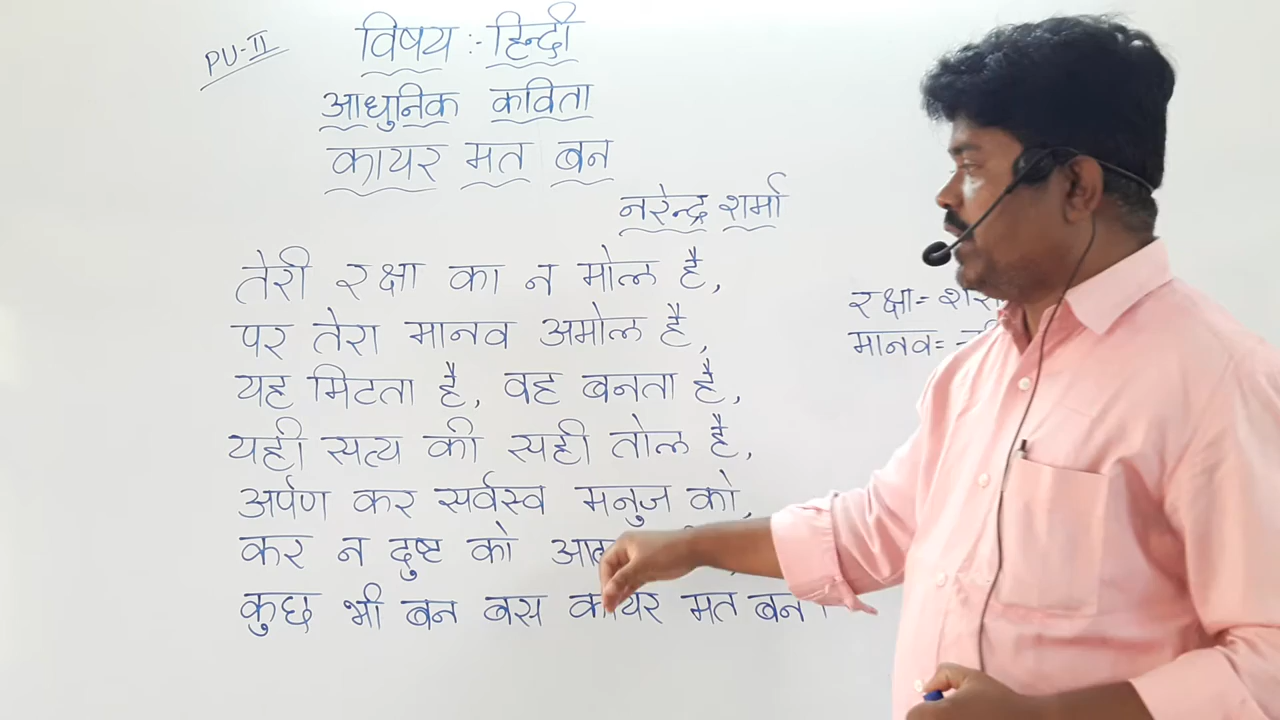 PU-II
विषय :- हिन्दी
आधुनिक कविता
कायर मत बन
नरेन्द्र शर्मा
तेरी रक्षा का न मोल है,
पर तेरा मानव अमोल है,
यह मिटता है, वह बनता है,
यही सत्य की सही तोल है,
अर्पण कर सर्वस्व मनुज को,
कर न दुष्ट को
कुछ भी बन बस कायर मत बन।
रक्षा=
मानव=